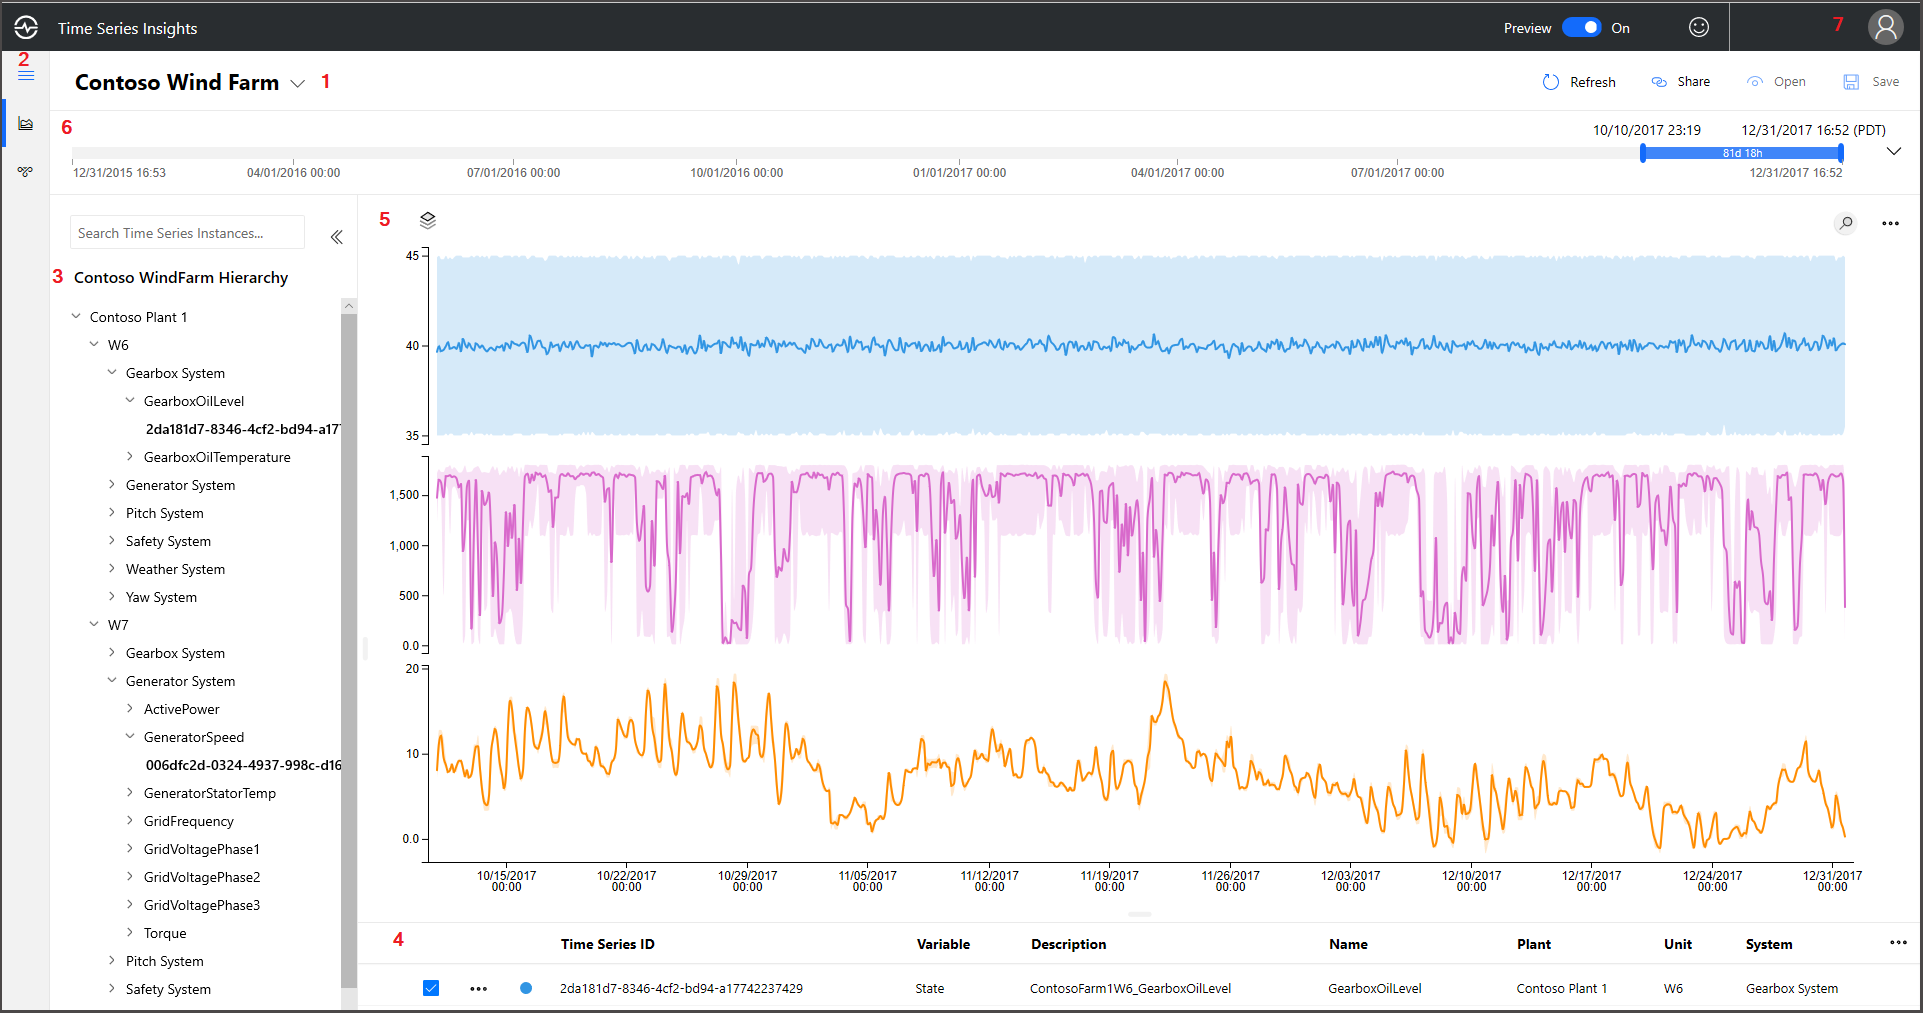 Time Series Insights
Preview On
7
2
Contoso Wind Farm 1
Refresh Share Open Save
6
10/10/2017 23:19 12/31/2017 16:52 (PDT)
81d 18h
12/31/2015 16:53 04/01/2016 00:00 07/01/2016 00:00 10/01/2016 00:00 01/01/2017 00:00 04/01/2017 00:00 07/01/2017 00:00 12/31/2017 16:52
Search Time Series Instances...
3 Contoso WindFarm Hierarchy
Contoso Plant 1
W6
Gearbox System
GearboxOilLevel
2da181d7-8346-4cf2-bd94-a177
GearboxOilTemperature
Generator System
Pitch System
Safety System
Weather System
Yaw System
W7
Gearbox System
Generator System
ActivePower
GeneratorSpeed
006dfc2d-0324-4937-998c-d16
GeneratorStatorTemp
GridFrequency
GridVoltagePhase1
GridVoltagePhase2
GridVoltagePhase3
Torque
Pitch System
Safety System
5
45
40
35
1,500
1,000
500
0.0
20
10
0.0
10/15/2017 10/22/2017 10/29/2017 11/05/2017 11/12/2017 11/19/2017 11/26/2017 12/03/2017 12/10/2017 12/17/2017 12/24/2017 12/31/2017
00:00 00:00 00:00 00:00 00:00 00:00 00:00 00:00 00:00 00:00 00:00 00:00
4
Time Series ID Variable Description Name Plant Unit System
2da181d7-8346-4cf2-bd94-a17742237429 State ContosoFarm1W6_GearboxOilLevel GearboxOilLevel Contoso Plant 1 W6 Gearbox System